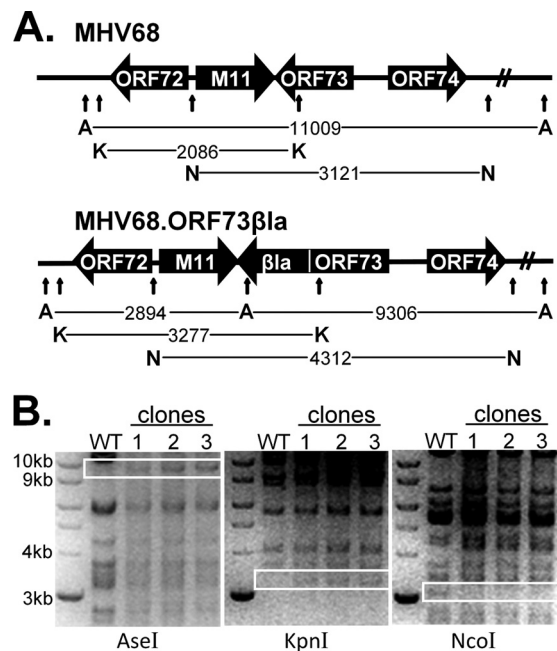 A. MHV68
ORF72 M11 ORF73 ORF74
A 11009 A
K 2086 K
N 3121 N
MHV68.ORF73βla
ORF72 M11 βla ORF73 ORF74
A 2894 A 9306 A
K 3277 K
N 4312 N
B. clones clones clones
WT 1 2 3 WT 1 2 3 WT 1 2 3
10kb
9kb
4kb
3kb
AseI KpnI NcoI